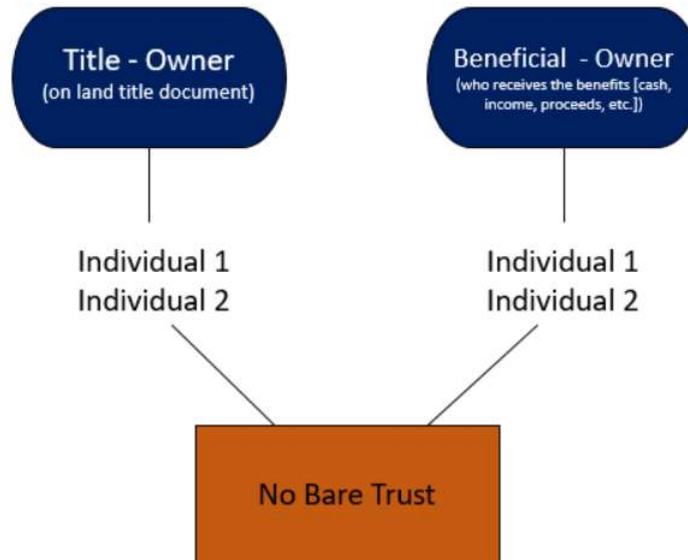 Title - Owner
(on land title document)
Beneficial - Owner
(who receives the benefits [cash,
income, proceeds, etc.])
Individual 1
Individual 2
Individual 1
Individual 2
No Bare Trust